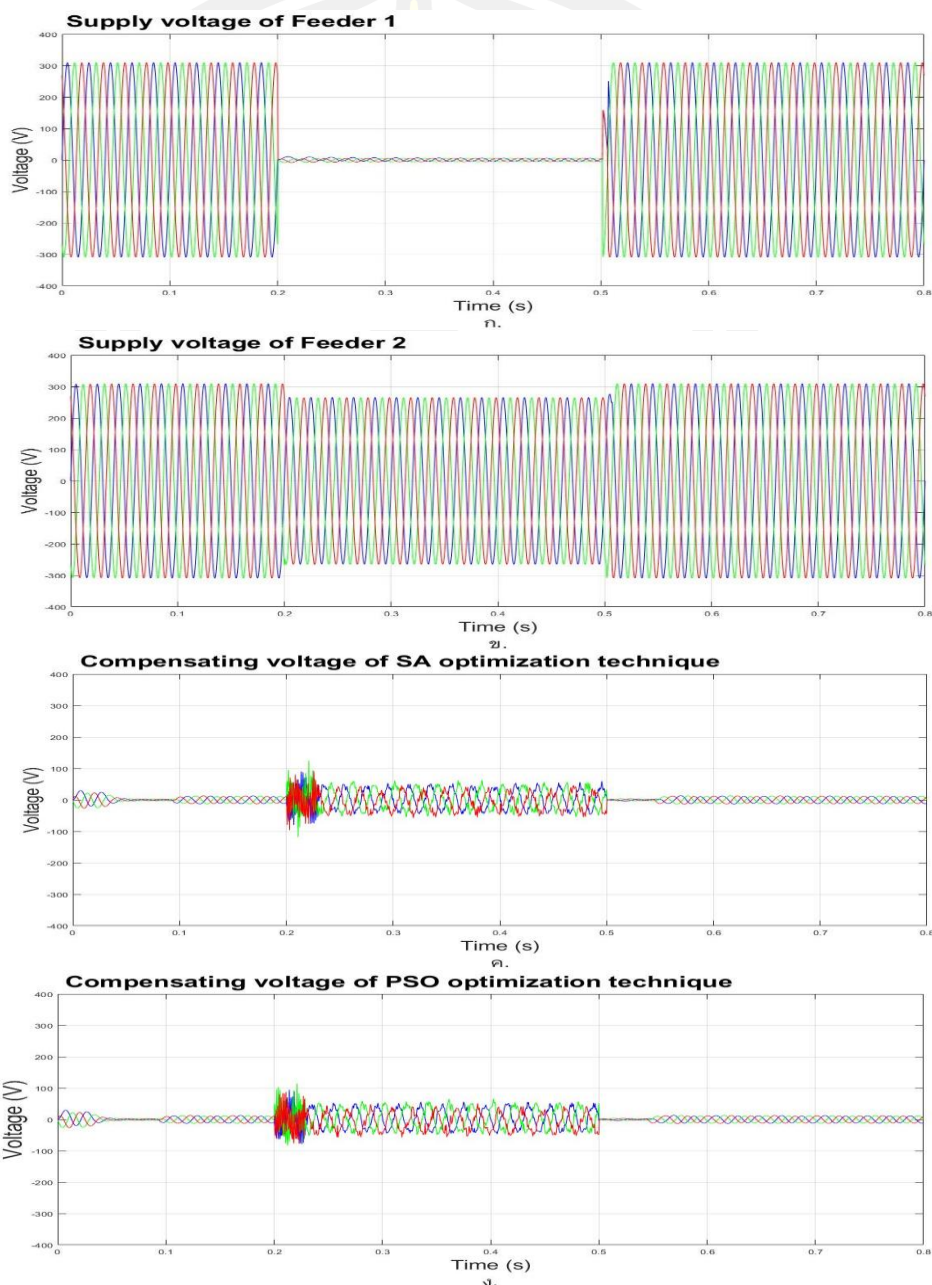 Supply voltage of Feeder 1
400
300
200
100
0
-100
-200
-300
-400
Voltage (V)
0 0.1 0.2 0.3 0.4 0.5 0.6 0.7 0.8
Time (s)
ก.
Supply voltage of Feeder 2
400
300
200
100
0
-100
-200
-300
-400
Voltage (V)
0 0.1 0.2 0.3 0.4 0.5 0.6 0.7 0.8
Time (s)
ข.
Compensating voltage of SA optimization technique
400
300
200
100
0
-100
-200
-300
-400
Voltage (V)
0 0.1 0.2 0.3 0.4 0.5 0.6 0.7 0.8
Time (s)
ค.
Compensating voltage of PSO optimization technique
400
300
200
100
0
-100
-200
-300
-400
Voltage (V)
0 0.1 0.2 0.3 0.4 0.5 0.6 0.7 0.8
Time (s)